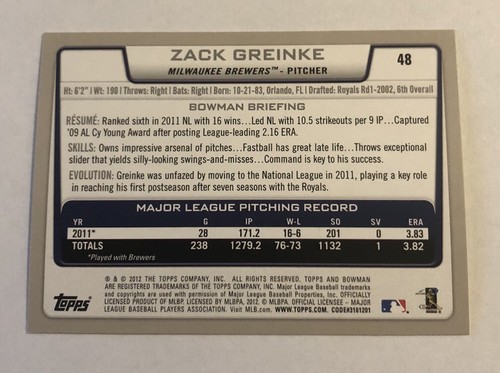 ZACK GREINKE
48
MILWAUKEE BREWERS™ - PITCHER
Ht: 6'2" | Wt: 190 | Throws: Right | Bats: Right | Born: 10-21-83, Orlando, FL | Drafted: Royals Rd1-2002, 6th Overall
BOWMAN BRIEFING
RÉSUMÉ: Ranked sixth in 2011 NL with 16 wins...Led NL with 10.5 strikeouts per 9 IP...Captured
'09 AL Cy Young Award after posting League-leading 2.16 ERA.
SKILLS: Owns impressive arsenal of pitches...Fastball has great late life...Throws exceptional
slider that yields silly-looking swings-and-misses...Command is key to his success.
EVOLUTION: Greinke was unfazed by moving to the National League in 2011, playing a key role
in reaching his first postseason after seven seasons with the Royals.
MAJOR LEAGUE PITCHING RECORD
YR G IP W-L SO SV ERA
2011* 28 171.2 16-6 201 0 3.83
TOTALS 238 1279.2 76-73 1132 1 3.82
*Played with Brewers
® & © 2012 THE TOPPS COMPANY, INC. ALL RIGHTS RESERVED. TOPPS AND BOWMAN
ARE REGISTERED TRADEMARKS OF THE TOPPS COMPANY, INC. Major League Baseball trademarks
and copyrights are used with permission of Major League Baseball Properties, Inc. OFFICIALLY
LICENSED PRODUCT OF MLBP. LICENSED BY MLBPA, 2012. © MLBPA. OFFICIAL LICENSEE - MAJOR
LEAGUE BASEBALL PLAYERS ASSOCIATION. Visit MLB.com. WWW.TOPPS.COM. CODE#3161201
Topps